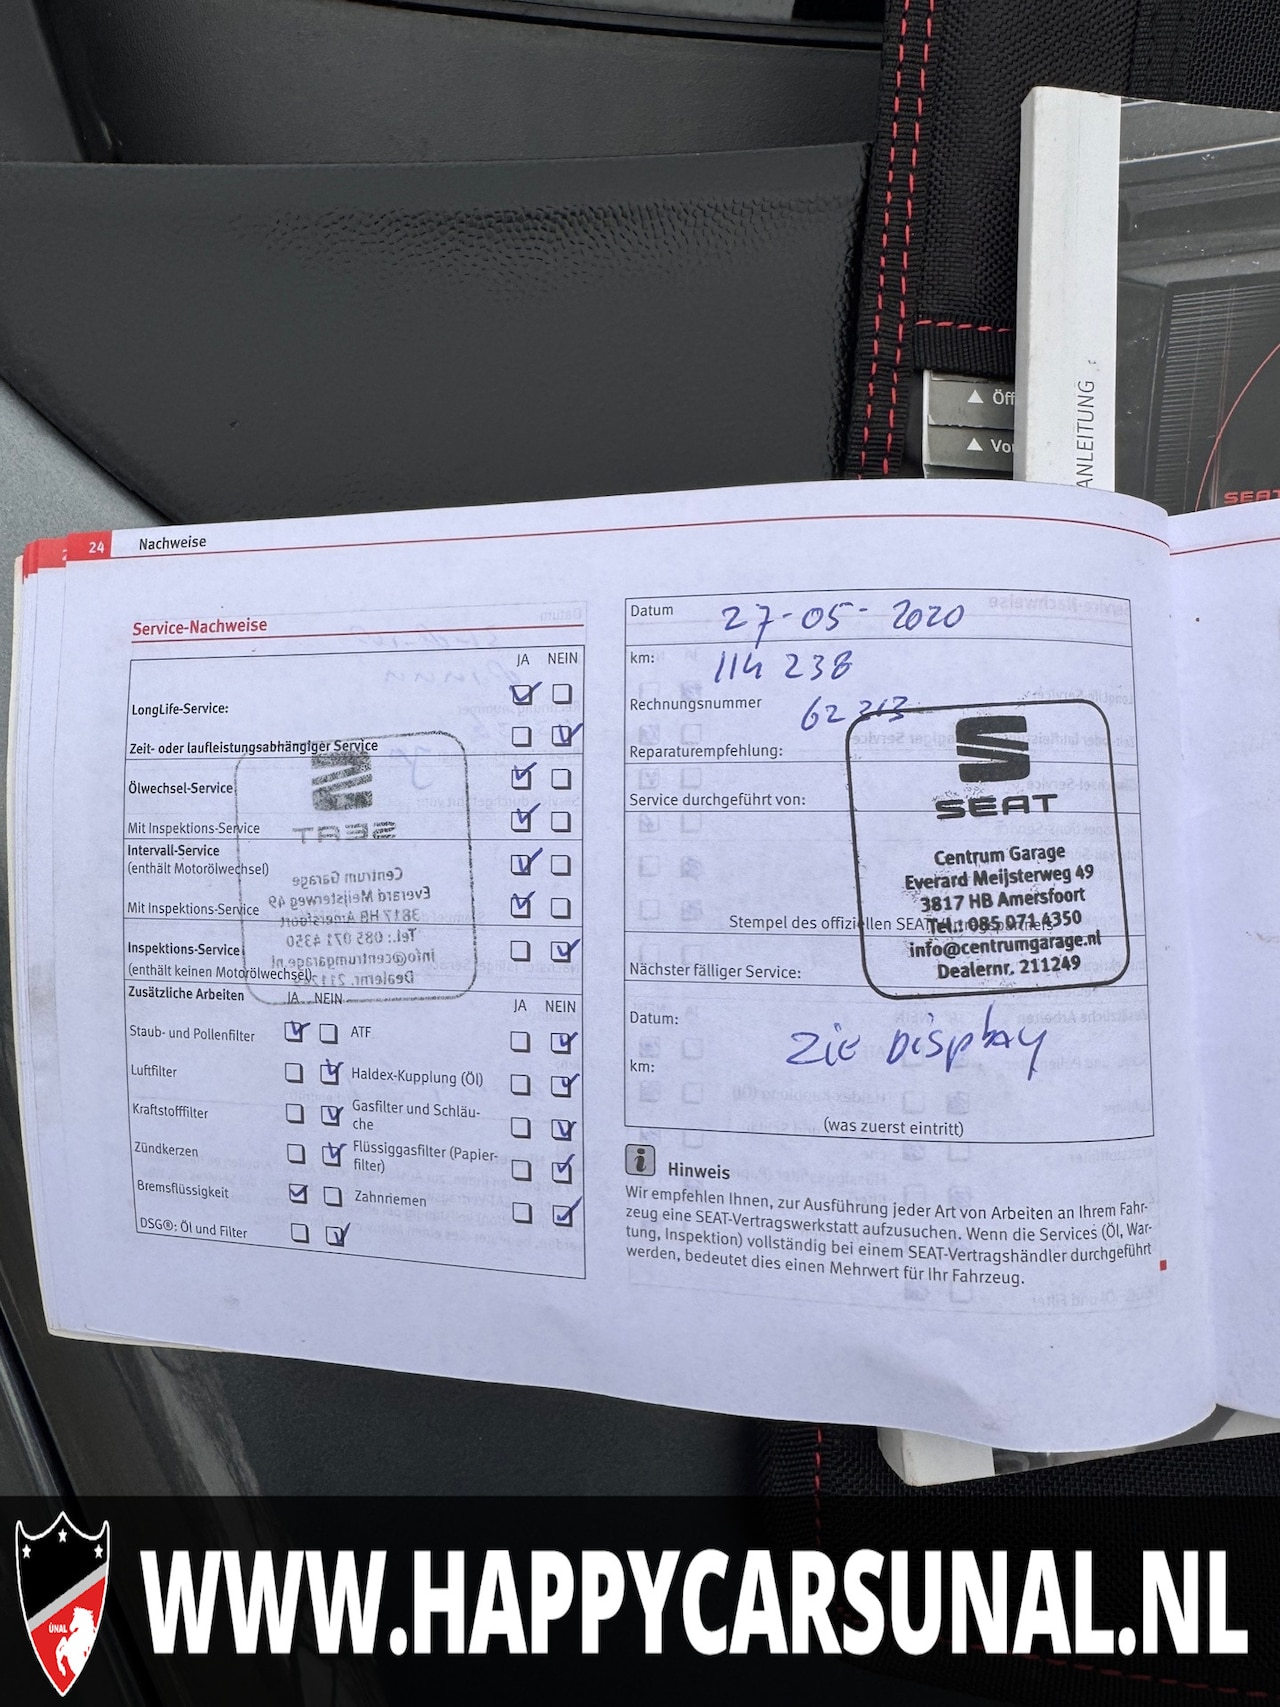 ▲ Öff
▲ Vo
ANLEITUNG
SEAT
24 Nachweise
Service-Nachweise
JA NEIN
LongLife-Service:
Zeit- oder laufleistungsabhängiger Service
Ölwechsel-Service
Mit Inspektions-Service
Intervall-Service
(enthält Motorölwechsel)
Mit Inspektions-Service
Inspektions-Service
(enthält keinen Motorölwechsel)
Zusätzliche Arbeiten JA NEIN JA NEIN
Staub- und Pollenfilter ATF
Luftfilter Haldex-Kupplung (Öl)
Kraftstofffilter Gasfilter und Schläu-
che
Zündkerzen Flüssiggasfilter (Papier-
filter)
Bremsflüssigkeit Zahnriemen
DSG®: Öl und Filter
Datum 27-05-2020
km: 114 238
Rechnungsnummer 62313
Reparaturempfehlung:
Service durchgeführt von:
Stempel des offiziellen SEAT
SEAT
Centrum Garage
Everard Meijsterweg 49
3817 HB Amersfoort
Tel.: 085 071 4350
info@centrumgarage.nl
Dealernr. 211249
Nächster fälliger Service:
Datum: Zie Display
km:
(was zuerst eintritt)
i Hinweis
Wir empfehlen Ihnen, zur Ausführung jeder Art von Arbeiten an Ihrem Fahr-
zeug eine SEAT-Vertragswerkstatt aufzusuchen. Wenn die Services (Öl, War-
tung, Inspektion) vollständig bei einem SEAT-Vertragshändler durchgeführt
werden, bedeutet dies einen Mehrwert für Ihr Fahrzeug.
ÜNAL
WWW.HAPPYCARSUNAL.NL